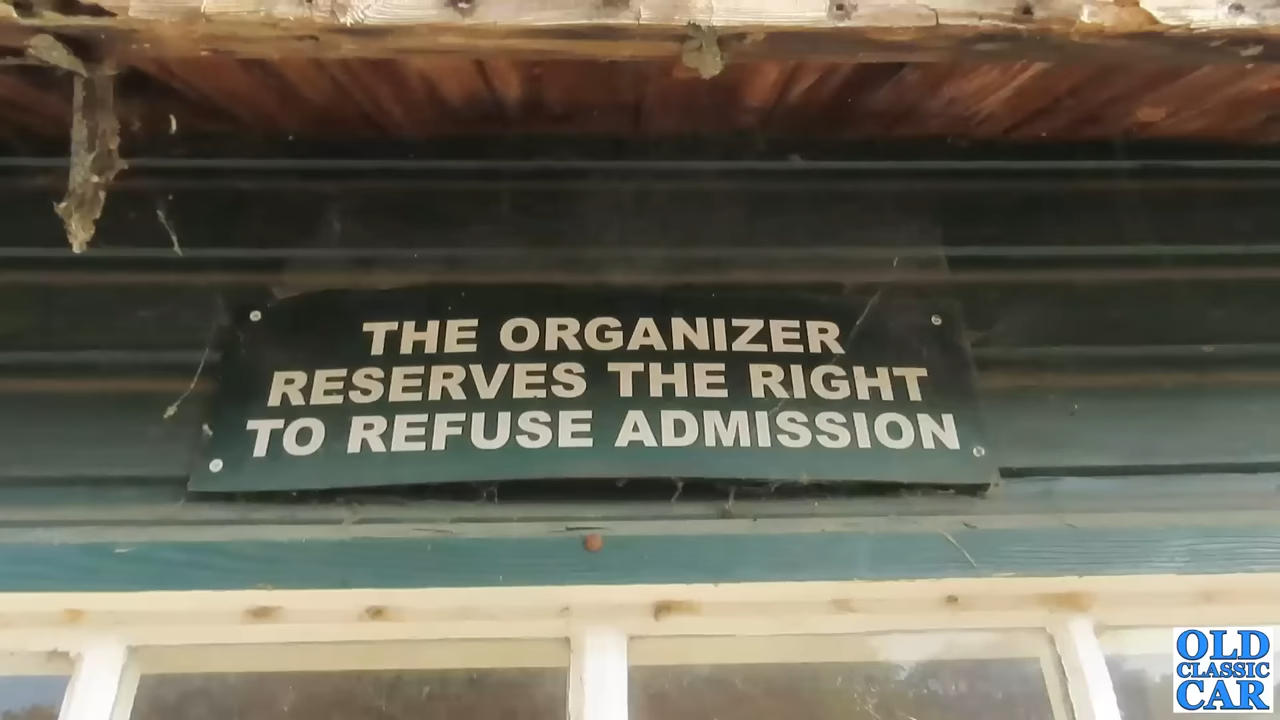 THE ORGANIZER
RESERVES THE RIGHT
TO REFUSE ADMISSION
OLD
CLASSIC
CAR